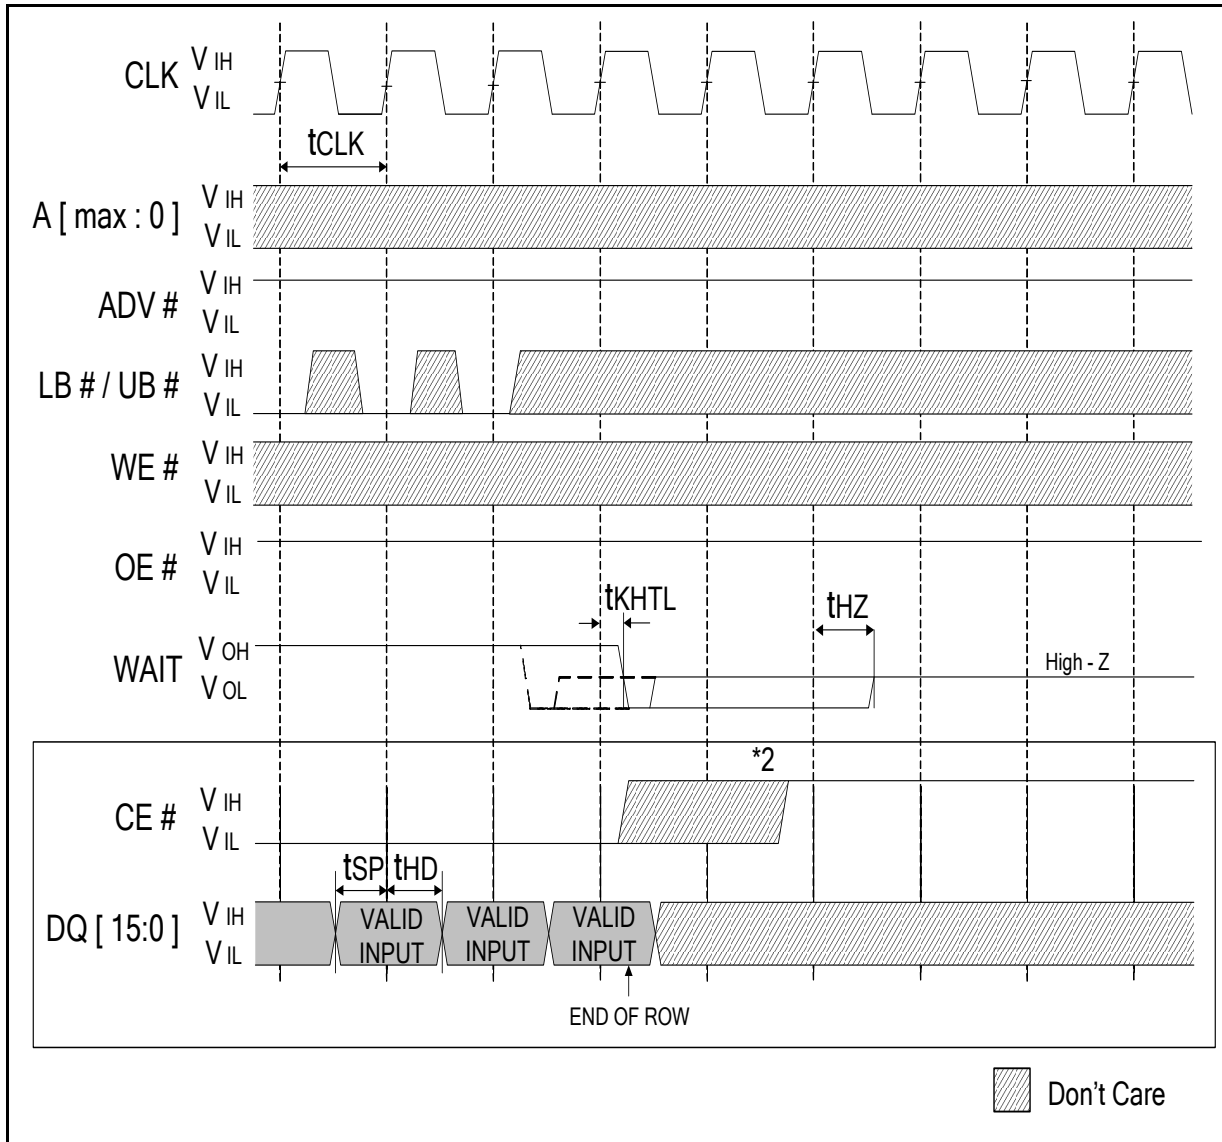 CLK V IH
V IL
tCLK
A [ max : 0 ] V IH
V IL
ADV # V IH
V IL
LB # / UB # V IH
V IL
WE # V IH
V IL
OE # V IH
V IL
tKHTL tHZ
WAIT V OH
V OL
High - Z
*2
CE # V IH
V IL
tSP tHD
DQ [ 15:0 ] V IH
V IL
VALID INPUT
VALID INPUT
VALID INPUT
END OF ROW
Don't Care